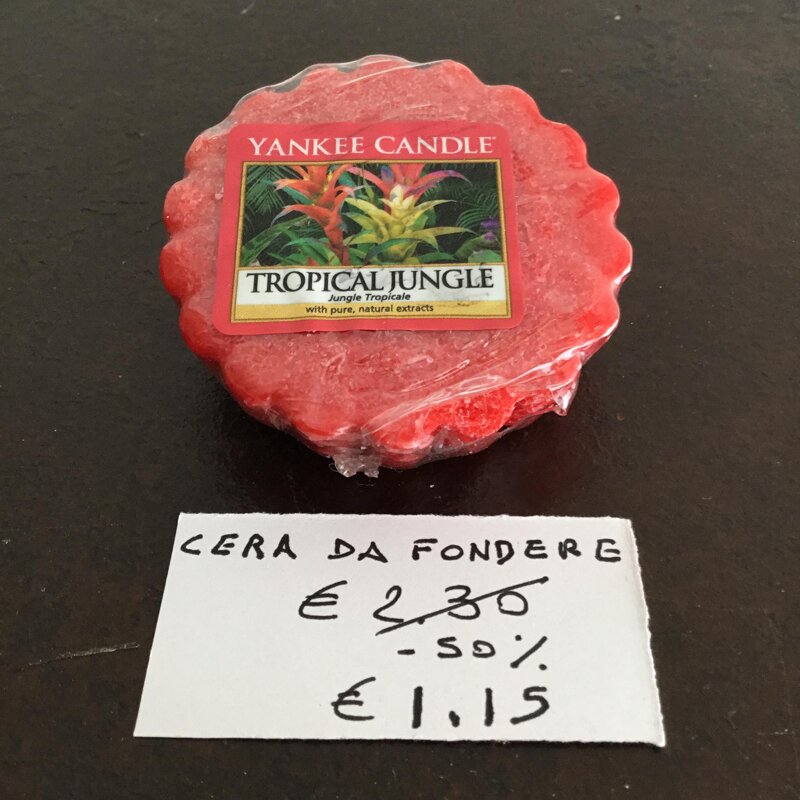 YANKEE CANDLE
TROPICAL JUNGLE
Jungle Tropicale
with pure, natural extracts
CERA DA FONDERE
€ 2.30
-50%
€ 1.15